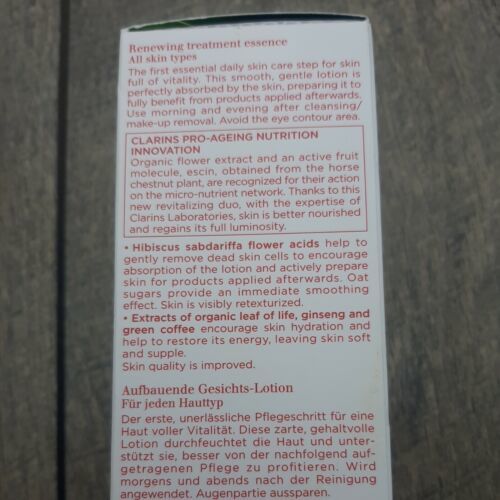 Renewing treatment essence
All skin types
The first essential daily skin care step for skin
full of vitality. This smooth, gentle lotion is
perfectly absorbed by the skin, preparing it to
fully benefit from products applied afterwards.
Use morning and evening after cleansing/
make-up removal. Avoid the eye contour area.
CLARINS PRO-AGEING NUTRITION
INNOVATION
Organic flower extract and an active fruit
molecule, escin, obtained from the horse
chestnut plant, are recognized for their action
on the micro-nutrient network. Thanks to this
new revitalizing duo, with the expertise of
Clarins Laboratories, skin is better nourished
and regains its full luminosity.
• Hibiscus sabdariffa flower acids help to
gently remove dead skin cells to encourage
absorption of the lotion and actively prepare
skin for products applied afterwards. Oat
sugars provide an immediate smoothing
effect. Skin is visibly retexturized.
• Extracts of organic leaf of life, ginseng and
green coffee encourage skin hydration and
help to restore its energy, leaving skin soft
and supple.
Skin quality is improved.
Aufbauende Gesichts-Lotion
Für jeden Hauttyp
Der erste, unerlässliche Pflegeschritt für eine
Haut voller Vitalität. Diese zarte, gehaltvolle
Lotion durchfeuchtet die Haut und unter-
stützt sie, besser von der nachfolgend auf-
getragenen Pflege zu profitieren. Wird
morgens und abends nach der Reinigung
angewendet. Augenpartie aussparen.